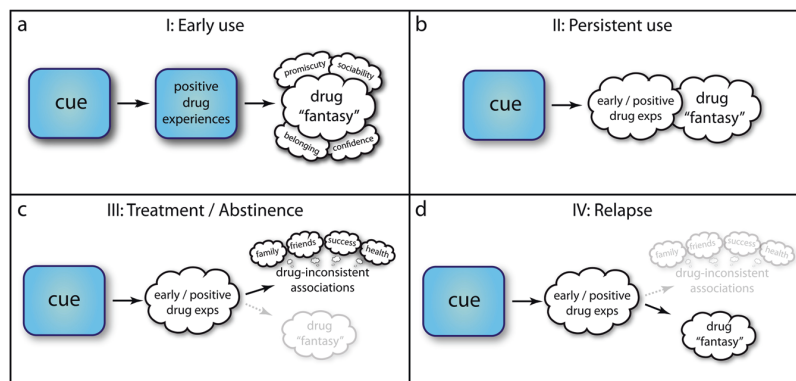 a
I: Early use
cue
positive
drug
experiences
promiscuty
sociability
drug
"fantasy"
belonging
confidence
b
II: Persistent use
cue
early / positive
drug exps
drug
"fantasy"
c
III: Treatment / Abstinence
cue
early / positive
drug exps
family
friends
success
health
drug-inconsistent
associations
drug
"fantasy"
d
IV: Relapse
cue
early / positive
drug exps
family
friends
success
health
drug-inconsistent
associations
drug
"fantasy"